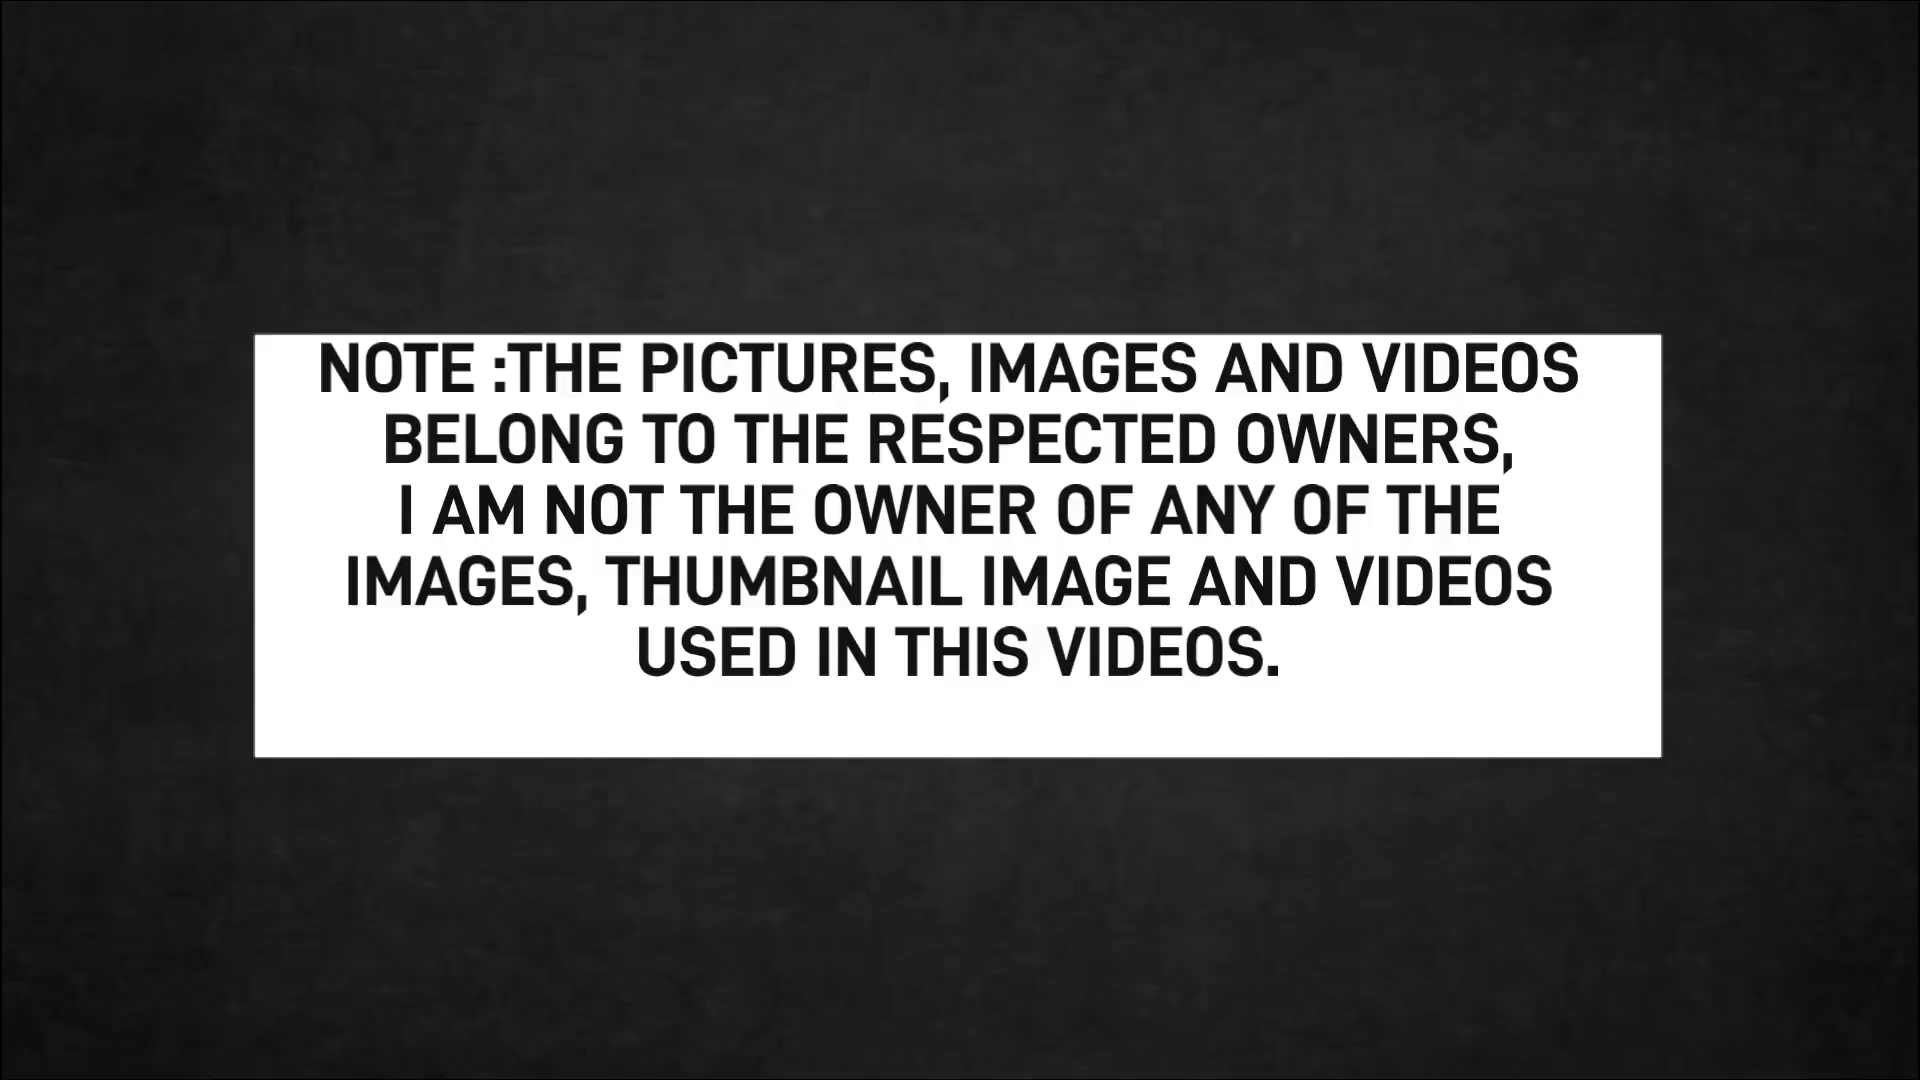 NOTE :THE PICTURES, IMAGES AND VIDEOS
BELONG TO THE RESPECTED OWNERS,
I AM NOT THE OWNER OF ANY OF THE
IMAGES, THUMBNAIL IMAGE AND VIDEOS
USED IN THIS VIDEOS.